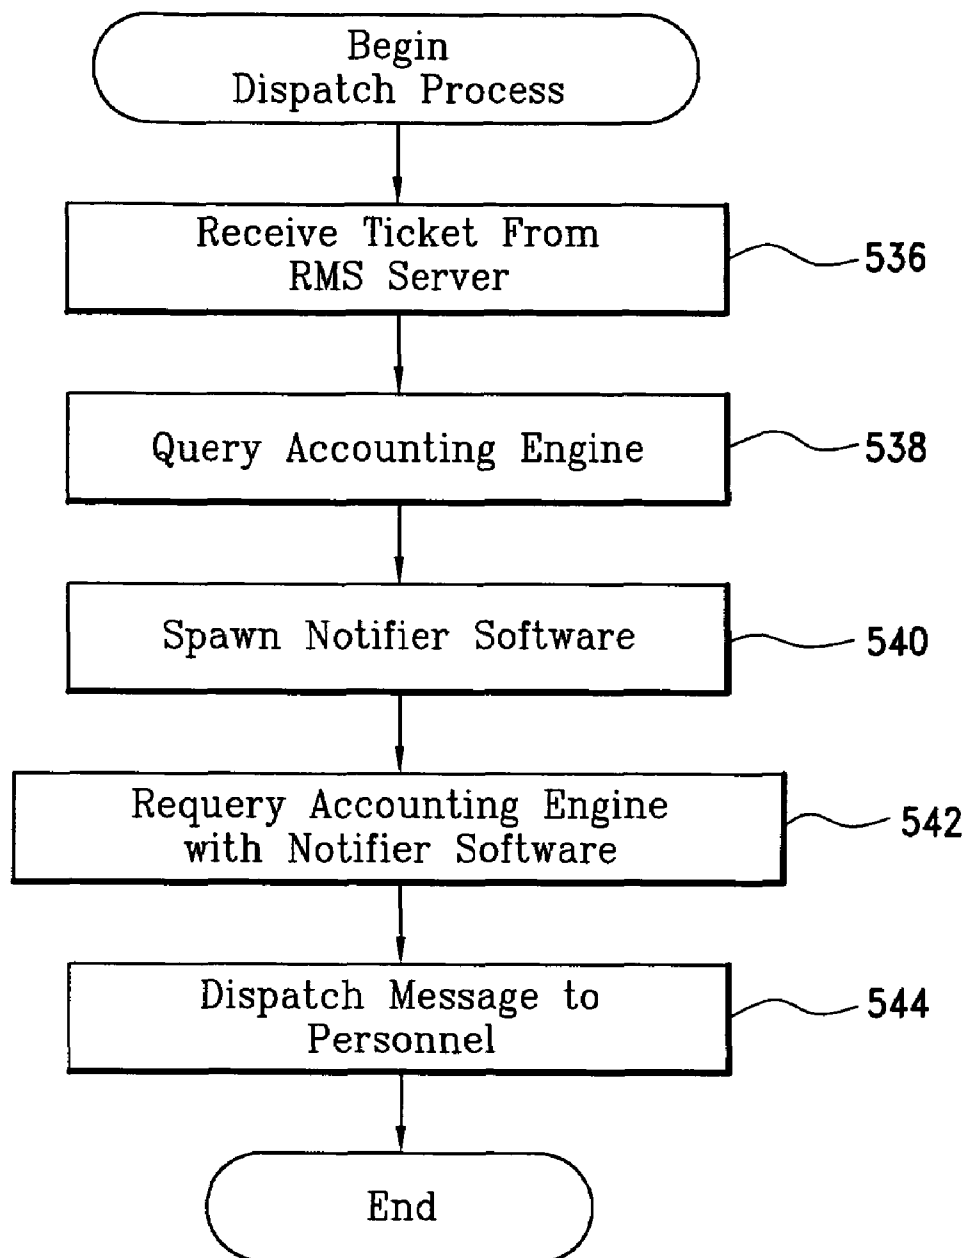 Begin
Dispatch Process
Receive Ticket From
RMS Server
536
Query Accounting Engine
538
Spawn Notifier Software
540
Requery Accounting Engine
with Notifier Software
542
Dispatch Message to
Personnel
544
End